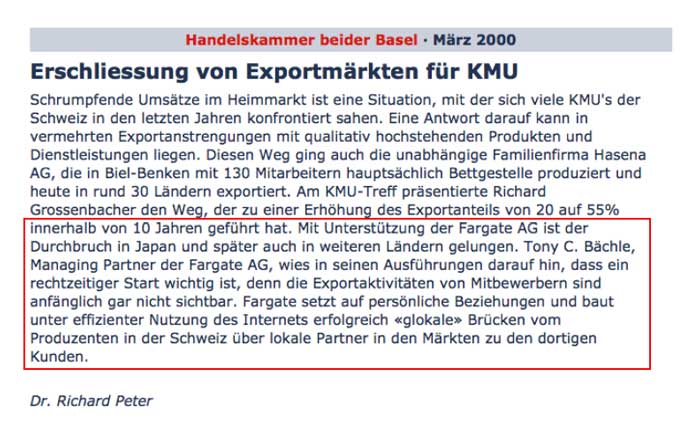 Handelskammer beider Basel · März 2000
Erschliessung von Exportmärkten für KMU
Schrumpfende Umsätze im Heimmarkt ist eine Situation, mit der sich viele KMU's der
Schweiz in den letzten Jahren konfrontiert sahen. Eine Antwort darauf kann in
vermehrten Exportanstrengungen mit qualitativ hochstehenden Produkten und
Dienstleistungen liegen. Diesen Weg ging auch die unabhängige Familienfirma Hasena
AG, die in Biel-Benken mit 130 Mitarbeitern hauptsächlich Bettgestelle produziert und
heute in rund 30 Ländern exportiert. Am KMU-Treff präsentierte Richard
Grossenbacher den Weg, der zu einer Erhöhung des Exportanteils von 20 auf 55%
innerhalb von 10 Jahren geführt hat. Mit Unterstützung der Fargate AG ist der
Durchbruch in Japan und später auch in weiteren Ländern gelungen. Tony C. Bächle,
Managing Partner der Fargate AG, wies in seinen Ausführungen darauf hin, dass ein
rechtzeitiger Start wichtig ist, denn die Exportaktivitäten von Mitbewerbern sind
anfänglich gar nicht sichtbar. Fargate setzt auf persönliche Beziehungen und baut
unter effizienter Nutzung des Internets erfolgreich «glokale» Brücken vom
Produzenten in der Schweiz über lokale Partner in den Märkten zu den dortigen
Kunden.
Dr. Richard Peter